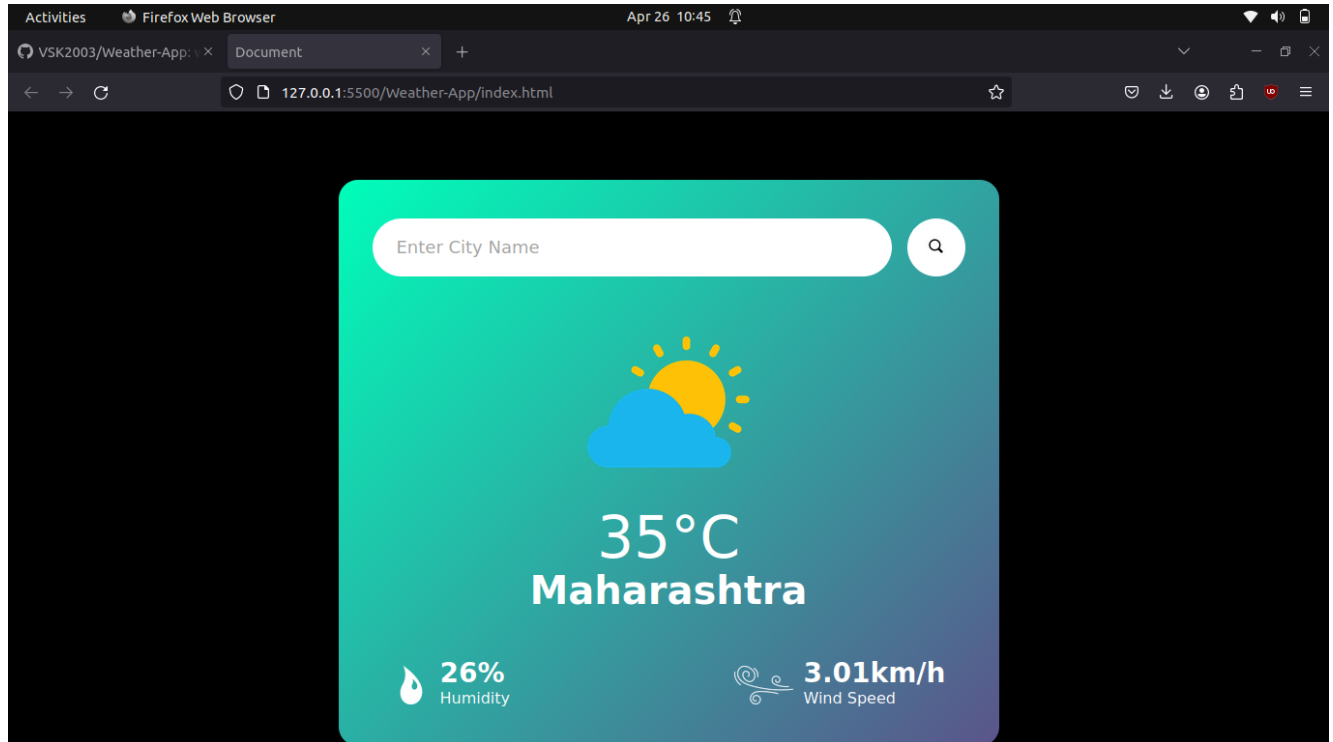 Activities Firefox Web Browser Apr 26 10:45
VSK2003/Weather-App: Document
127.0.0.1:5500/Weather-App/index.html
Enter City Name
35°C
Maharashtra
26% 3.01km/h
Humidity Wind Speed